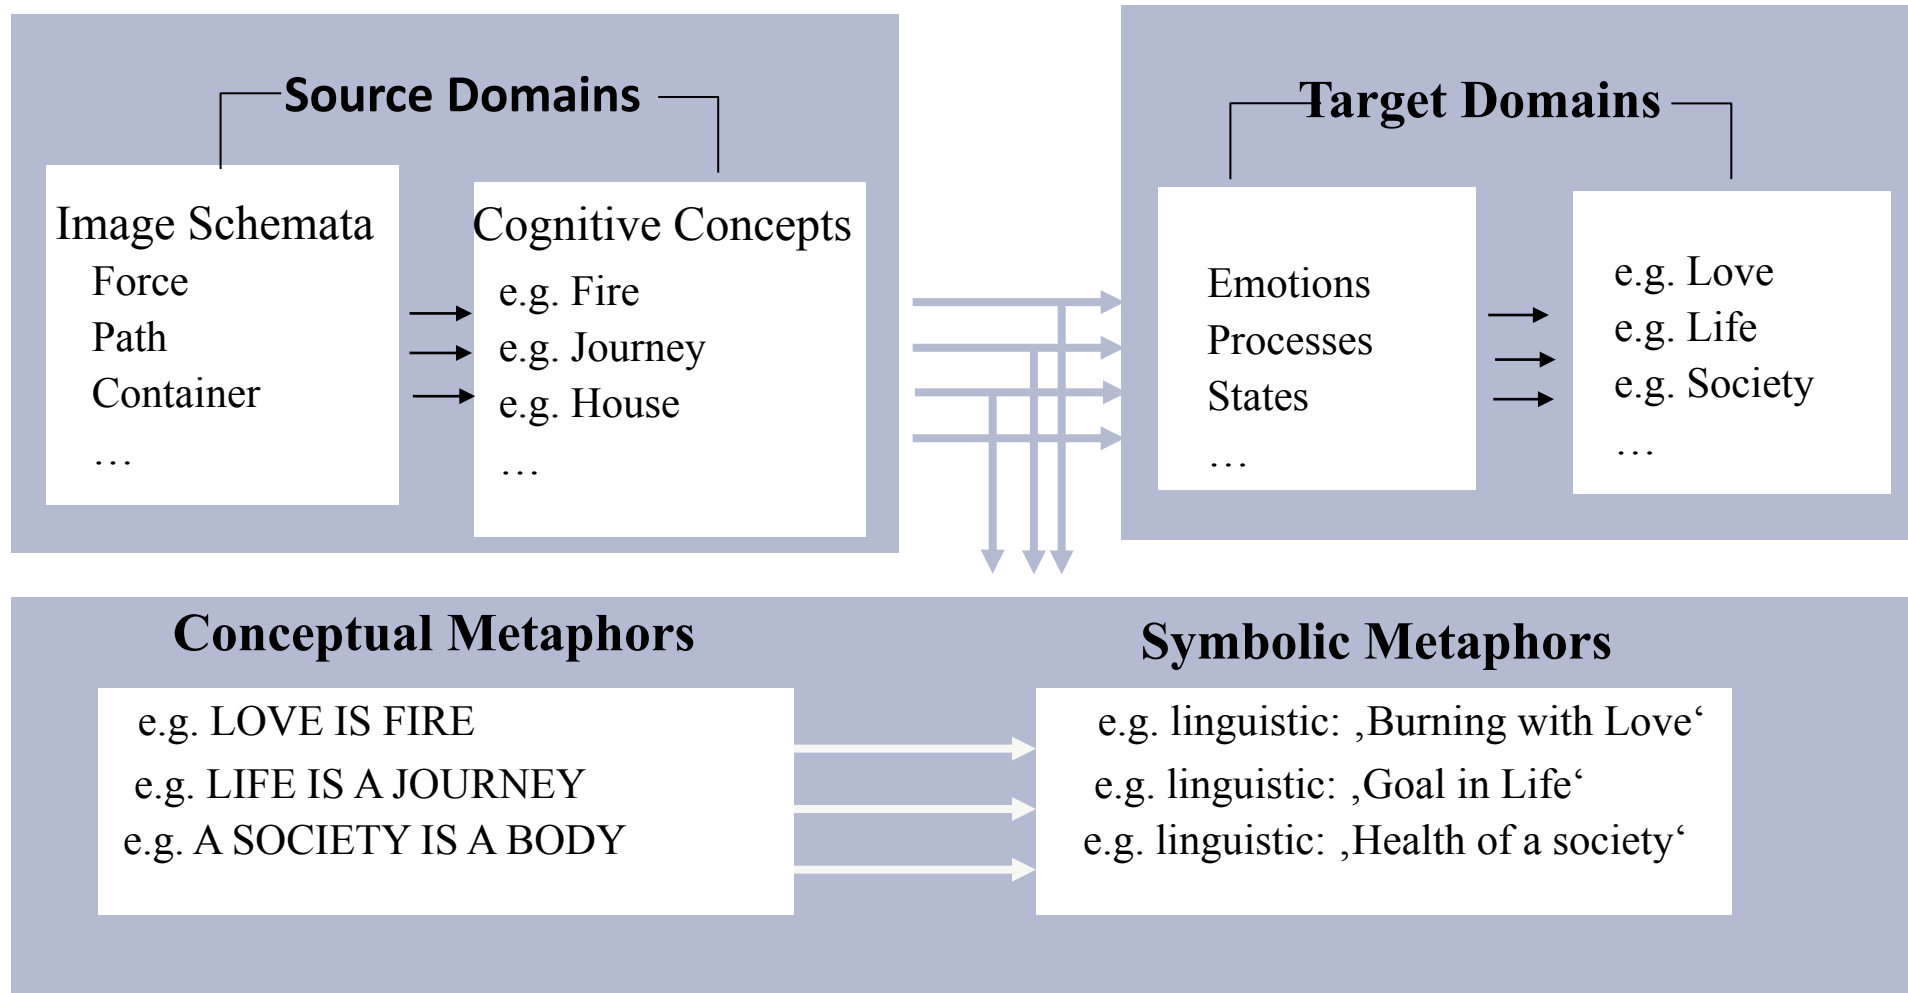 Source Domains
Image Schemata
Force
Path
Container
…
Cognitive Concepts
e.g. Fire
e.g. Journey
e.g. House
…
Target Domains
Emotions
Processes
States
…
e.g. Love
e.g. Life
e.g. Society
…
Conceptual Metaphors
e.g. LOVE IS FIRE
e.g. LIFE IS A JOURNEY
e.g. A SOCIETY IS A BODY
Symbolic Metaphors
e.g. linguistic: ‚Burning with Love‘
e.g. linguistic: ‚Goal in Life‘
e.g. linguistic: ‚Health of a society‘